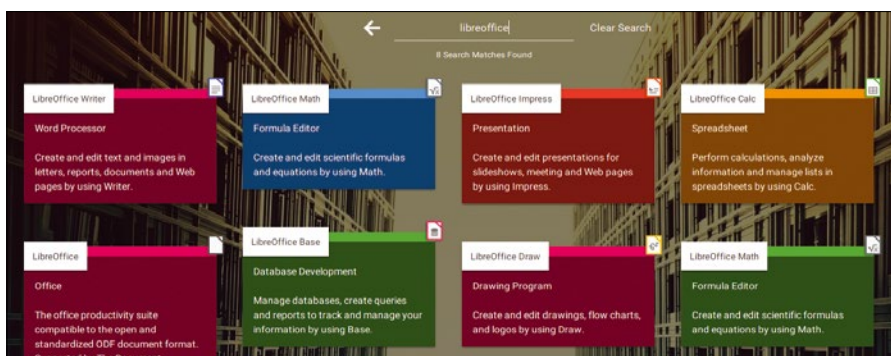 libreoffice
Clear Search
8 Search Matches Found
LibreOffice Writer
Word Processor
Create and edit text and images in
letters, reports, documents and Web
pages by using Writer.
LibreOffice Math
Formula Editor
Create and edit scientific formulas
and equations by using Math.
LibreOffice Impress
Presentation
Create and edit presentations for
slideshows, meeting and Web pages
by using Impress.
LibreOffice Calc
Spreadsheet
Perform calculations, analyze
information and manage lists in
spreadsheets by using Calc.
LibreOffice
Office
The office productivity suite
compatible to the open and
standardized ODF document format.
LibreOffice Base
Database Development
Manage databases, create queries
and reports to track and manage your
information by using Base.
LibreOffice Draw
Drawing Program
Create and edit drawings, flow charts,
and logos by using Draw.
LibreOffice Math
Formula Editor
Create and edit scientific formulas
and equations by using Math.